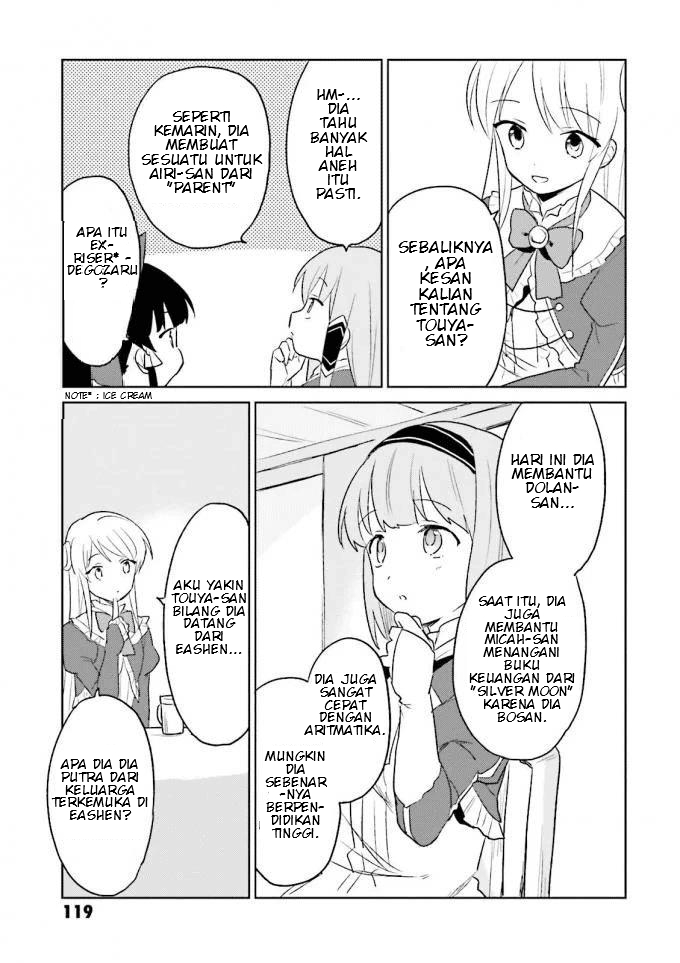 SEBALIKNYA
, APA
KESAN
KALIAN
TENTANG
TOUYA-
SAN?
HM-...
DIA
TAHU
BANYAK
HAL
ANEH
ITU
PASTI.
SEPERTI
KEMARIN, DIA
MEMBUAT
SESUATU UNTUK
AIRI-SAN DARI
"PARENT"
APA ITU
EX-
RISER* -
DEGOZARU
?
NOTE* ; ICE CREAM
HARI INI DIA
MEMBANTU
DOLAN-
SAN...
SAAT ITU, DIA
JUGA
MEMBANTU
MICAH-SAN
MENANGANI
BUKU
KEUANGAN DARI
"SILVER MOON"
KARENA DIA
BOSAN.
DIA JUGA
SANGAT
CEPAT
DENGAN
ARITMATIKA.
MUNGKIN
DIA
SEBENAR
-NYA
BERPEN-
DIDIKAN
TINGGI.
AKU YAKIN
TOUYA-SAN
BILANG DIA
DATANG
DARI
EASHEN...
APA DIA DIA
PUTRA DARI
KELUARGA
TERKEMUKA DI
EASHEN?
119